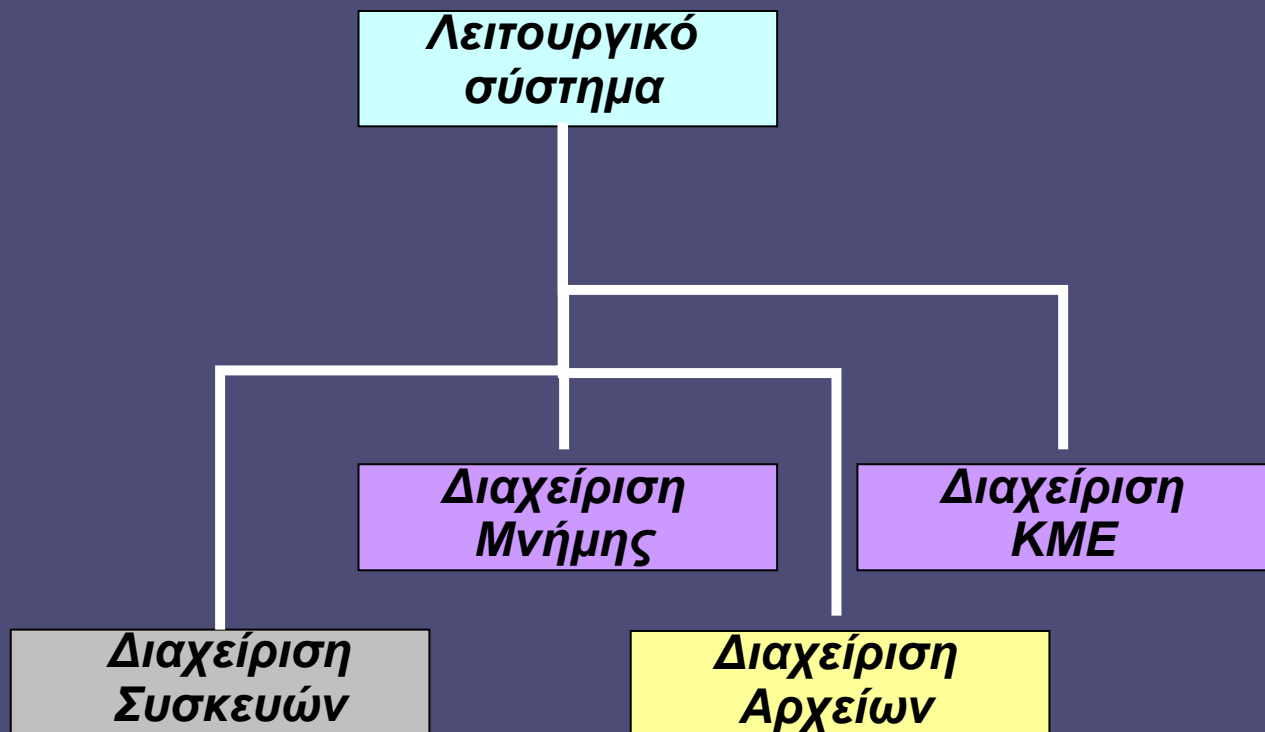 Λειτουργικό
σύστημα
Διαχείριση
Μνήμης
Διαχείριση
ΚΜΕ
Διαχείριση
Συσκευών
Διαχείριση
Αρχείων